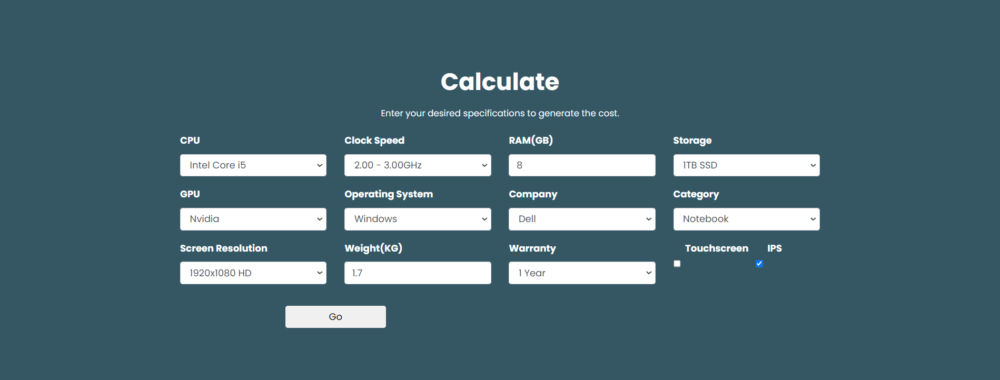 Calculate
Enter your desired specifications to generate the cost.
CPU Clock Speed RAM(GB) Storage
Intel Core i5 2.00 - 3.00GHz 8 1TB SSD
GPU Operating System Company Category
Nvidia Windows Dell Notebook
Screen Resolution Weight(KG) Warranty Touchscreen IPS
1920x1080 HD 1.7 1 Year
Go